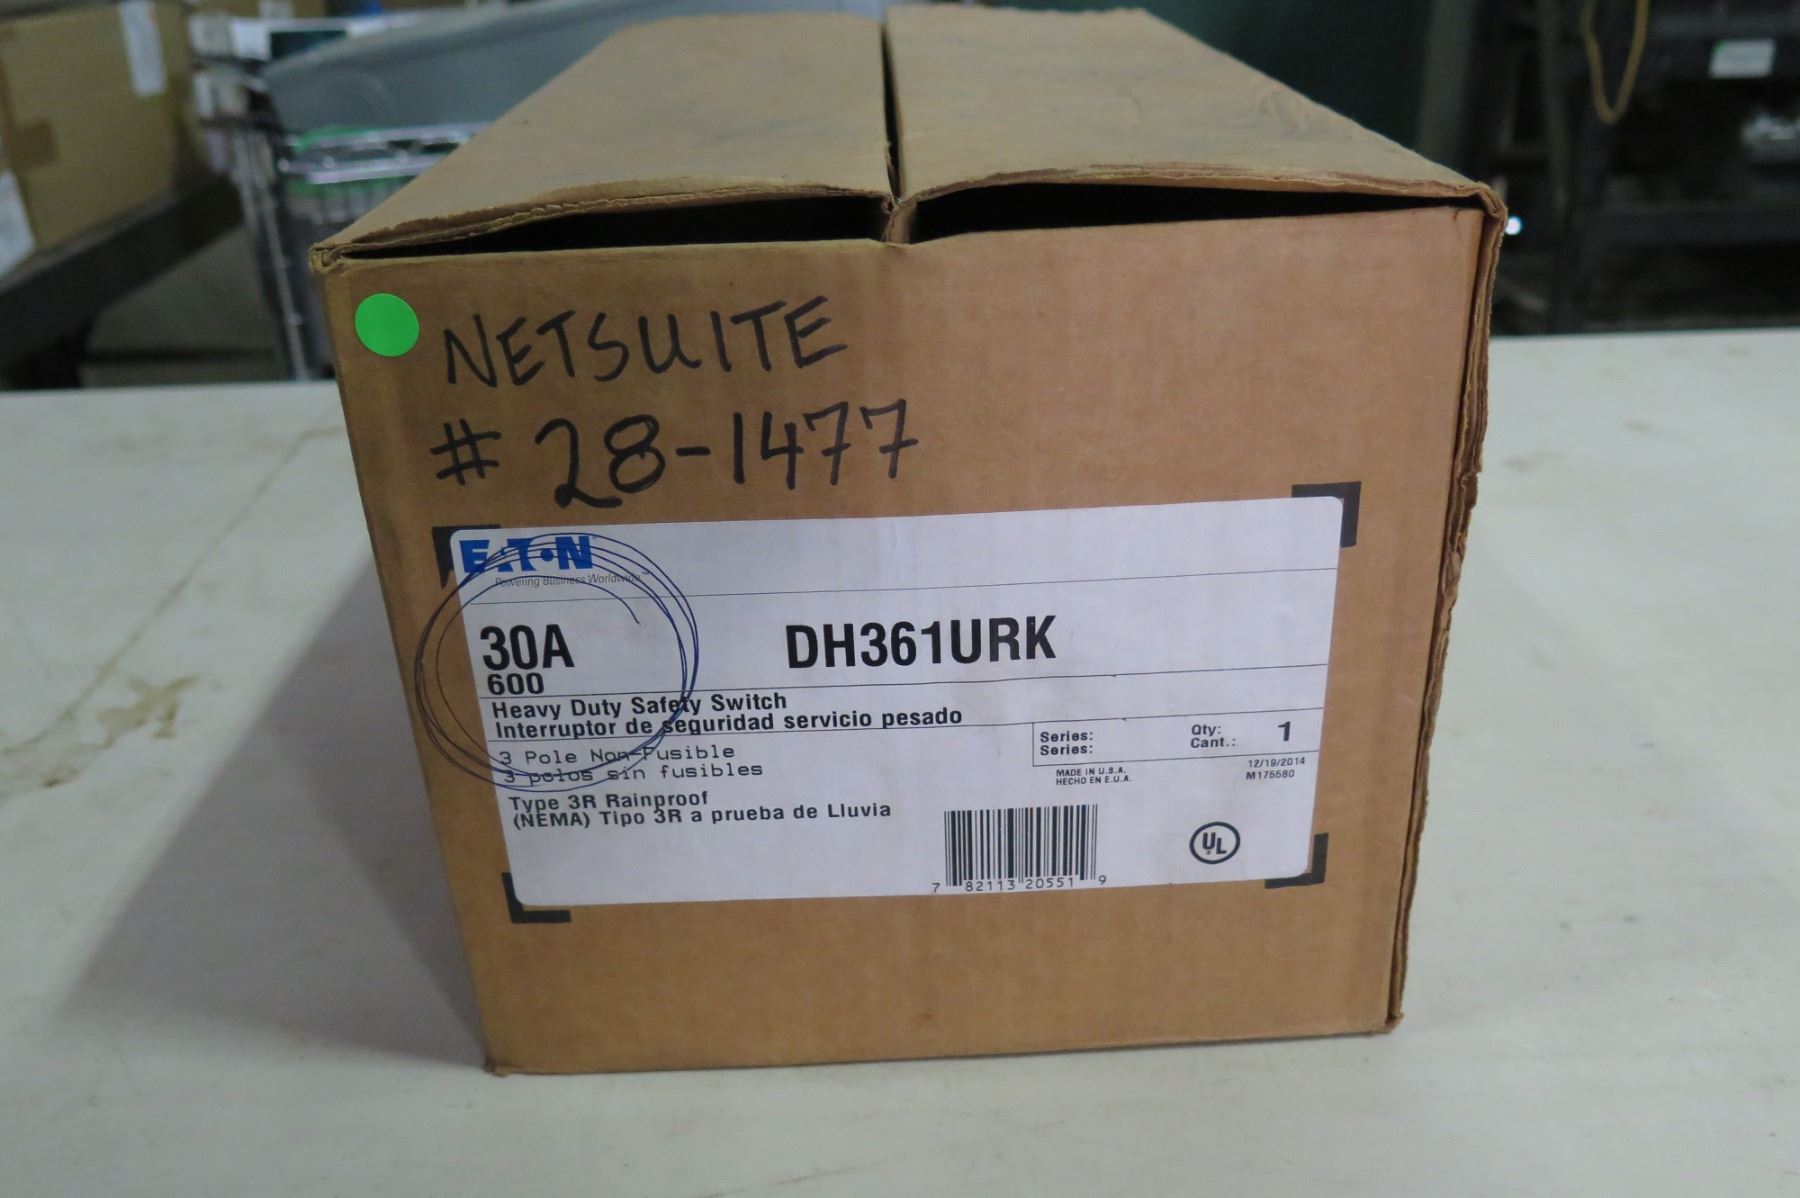 NETSUITE
# 28-1477
EATON
Powering Business Worldwide™
30A
600
DH361URK
Heavy Duty Safety Switch
Interruptor de seguridad servicio pesado
3 Pole Non-Fusible
3 polos sin fusibles
Type 3R Rainproof
(NEMA) Tipo 3R a prueba de Lluvia
Series:
Series:
Qty:
Cant.:
1
MADE IN U.S.A.
HECHO EN E.U.A.
12/19/2014
M175580
7 82113 20551 9
UL